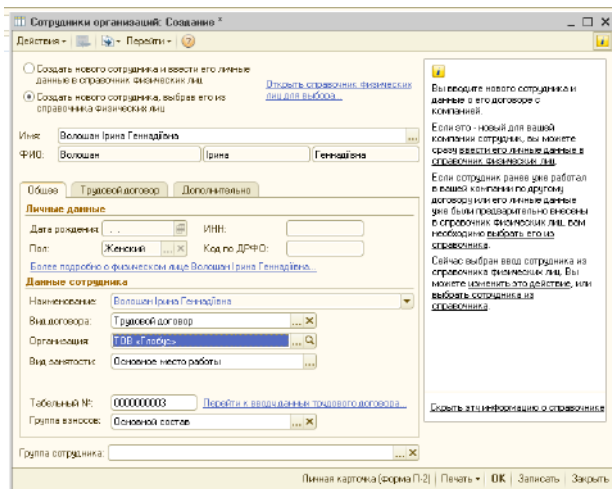 Сотрудники организаций: Создание *
Действия Перейти
Создать нового сотрудника и ввести его личные данные в справочник физических лиц
Создать нового сотрудника, выбрав его из справочника физических лиц
Открыть справочник физических лиц для выбора...
Имя: Волошан Ірина Геннадіївна ...
ФИО: Волошан Ірина Геннадіївна
Общее Трудовой договор Дополнительно
Личные данные
Дата рождения: . . ИНН:
Пол: Женский ... X Код по ДРФО:
Более подробно о физическом лице Волошан Ірина Геннадіївна...
Данные сотрудника
Наименование: Волошан Ірина Геннадіївна
Вид договора: Трудовой договор ... X
Организация: ТОВ «Глобус» ...
Вид занятости: Основное место работы ...
Табельный №: 0000000003 Перейти к вводу данных трудового договора...
Группа взносов: Основной состав ... X
Группа сотрудника: ... X
Вы вводите нового сотрудника и
данные о его договоре с
компанией.
Если это - новый для вашей
компании сотрудник, вы можете
сразу ввести его личные данные в
справочник физических лиц.
Если сотрудник ранее уже работал
в вашей компании по другому
договору или его личные данные
уже были предварительно внесены
в справочник физических лиц, вам
необходимо выбрать его из
справочника.
Сейчас выбран ввод сотрудника из
справочника физических лиц. Вы
можете изменить это действие, или
выбрать сотрудника из
справочника.
Скрыть эту информацию о справочнике
Личная карточка (форма П-2) Печать OK Записать Закрыть